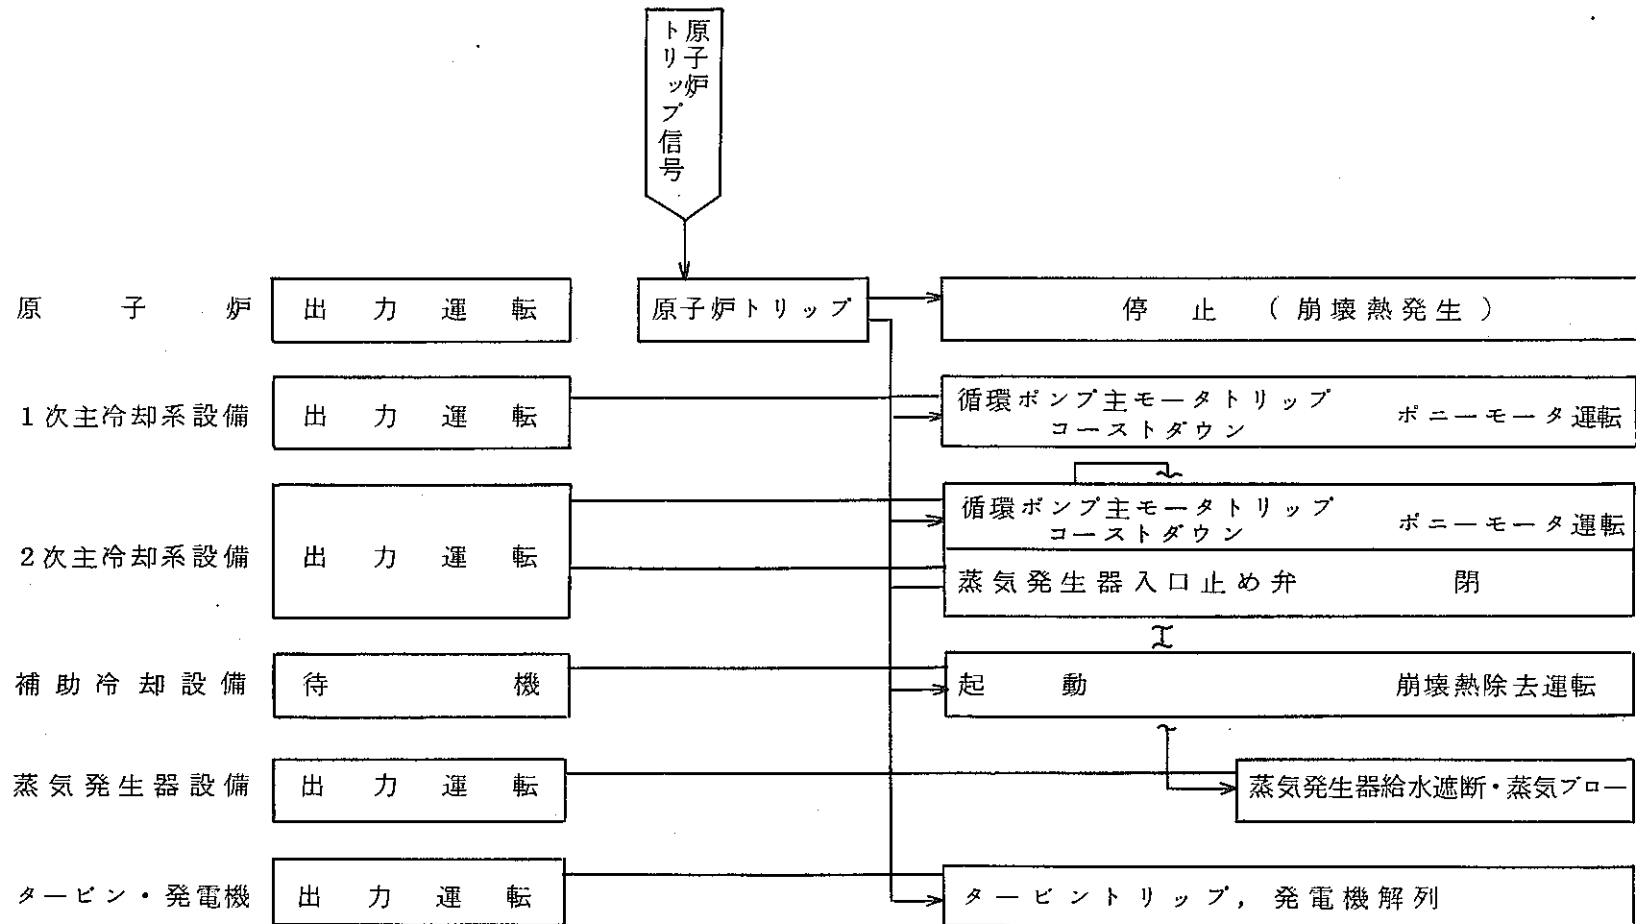 原子炉
トリップ信号
原子炉 出力運転 原子炉トリップ 停止（崩壊熱発生）
1次主冷却系設備 出力運転 循環ポンプ主モータトリップ
コーストダウン ポニーモータ運転
2次主冷却系設備 出力運転 循環ポンプ主モータトリップ
コーストダウン ポニーモータ運転
蒸気発生器入口止め弁 閉
補助冷却設備 待機 起動 崩壊熱除去運転
蒸気発生器設備 出力運転 蒸気発生器給水遮断・蒸気ブロー
タービン・発電機 出力運転 タービントリップ，発電機解列